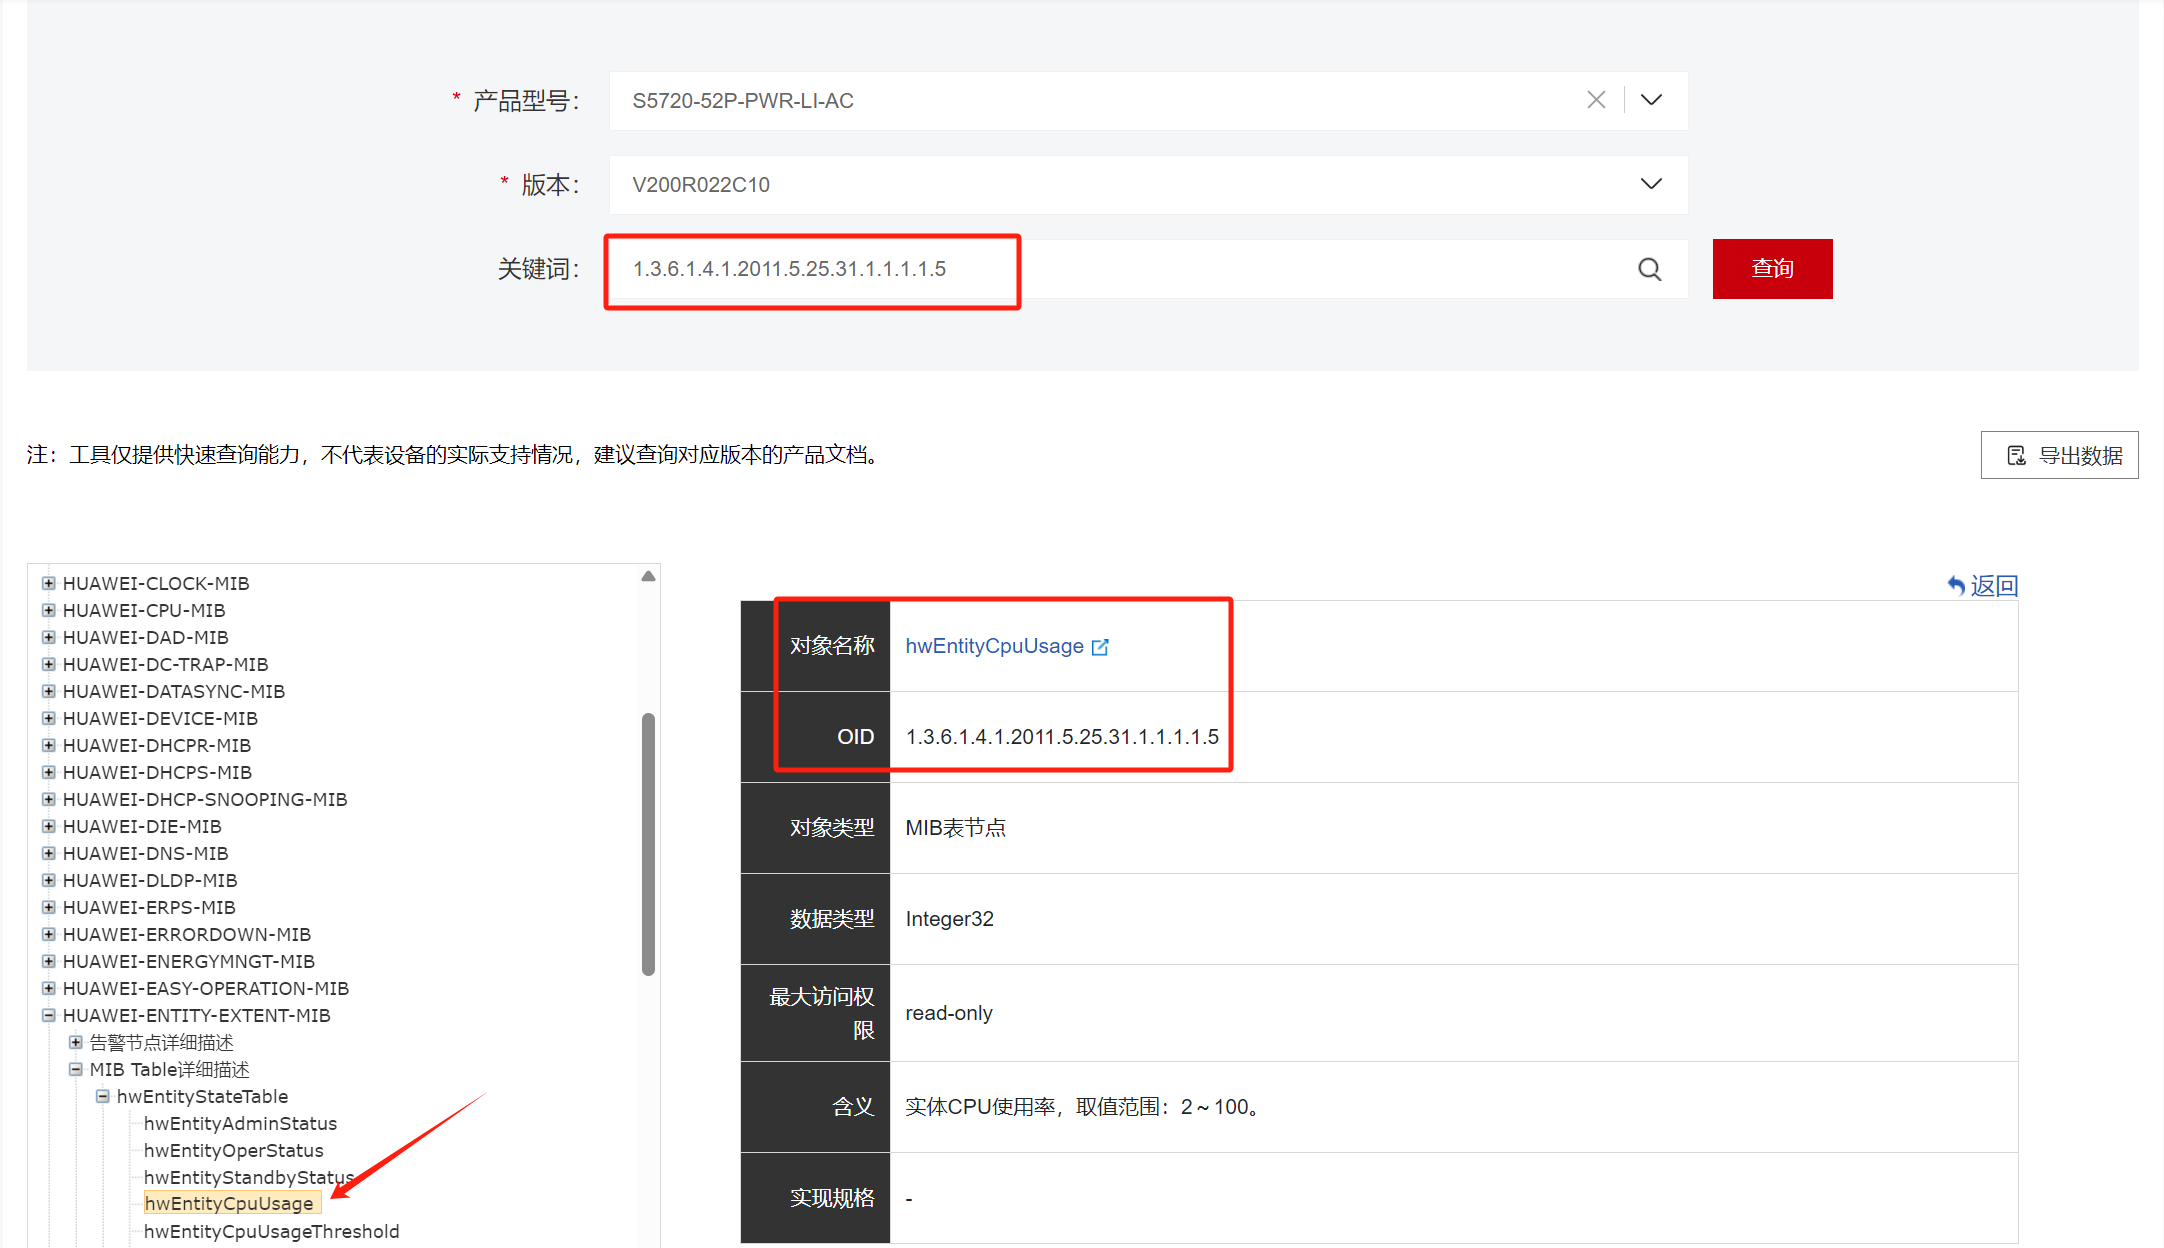 * 产品型号：
S5720-52P-PWR-LI-AC
* 版本：
V200R022C10
关键词：
1.3.6.1.4.1.2011.5.25.31.1.1.1.1.5
查询
注：工具仅提供快速查询能力，不代表设备的实际支持情况，建议查询对应版本的产品文档。
导出数据
HUAWEI-CLOCK-MIB
HUAWEI-CPU-MIB
HUAWEI-DAD-MIB
HUAWEI-DC-TRAP-MIB
HUAWEI-DATASYNC-MIB
HUAWEI-DEVICE-MIB
HUAWEI-DHCPR-MIB
HUAWEI-DHCPS-MIB
HUAWEI-DHCP-SNOOPING-MIB
HUAWEI-DIE-MIB
HUAWEI-DNS-MIB
HUAWEI-DLDP-MIB
HUAWEI-ERPS-MIB
HUAWEI-ERRORDOWN-MIB
HUAWEI-ENERGYMNGT-MIB
HUAWEI-EASY-OPERATION-MIB
HUAWEI-ENTITY-EXTENT-MIB
告警节点详细描述
MIB Table详细描述
hwEntityStateTable
hwEntityAdminStatus
hwEntityOperStatus
hwEntityStandbyStatus
hwEntityCpuUsage
hwEntityCpuUsageThreshold
返回
对象名称
hwEntityCpuUsage
OID
1.3.6.1.4.1.2011.5.25.31.1.1.1.1.5
对象类型
MIB表节点
数据类型
Integer32
最大访问权
限
read-only
含义
实体CPU使用率，取值范围：2～100。
实现规格
-